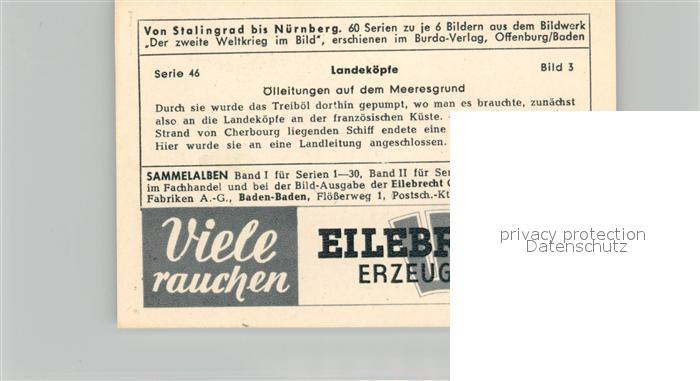 Von Stalingrad bis Nürnberg. 60 Serien zu je 6 Bildern aus dem Bildwerk
„Der zweite Weltkrieg im Bild", erschienen im Burda-Verlag, Offenburg/Baden
Serie 46 Landeköpfe Bild 3
Ölleitungen auf dem Meeresgrund
Durch sie wurde das Treiböl dorthin gepumpt, wo man es brauchte, zunächst
also an die Landeköpfe an der französischen Küste.
Strand von Cherbourg liegenden Schiff endete eine
Hier wurde sie an eine Landleitung angeschlossen.
SAMMELALBEN Band I für Serien 1—30, Band II für
im Fachhandel und bei der Bild-Ausgabe der Eilebrecht
Fabriken A.-G., Baden-Baden, Flößerweg 1, Postsch.-Kt
Viele
rauchen
EILEBR
ERZEUG
privacy protection
Datenschutz